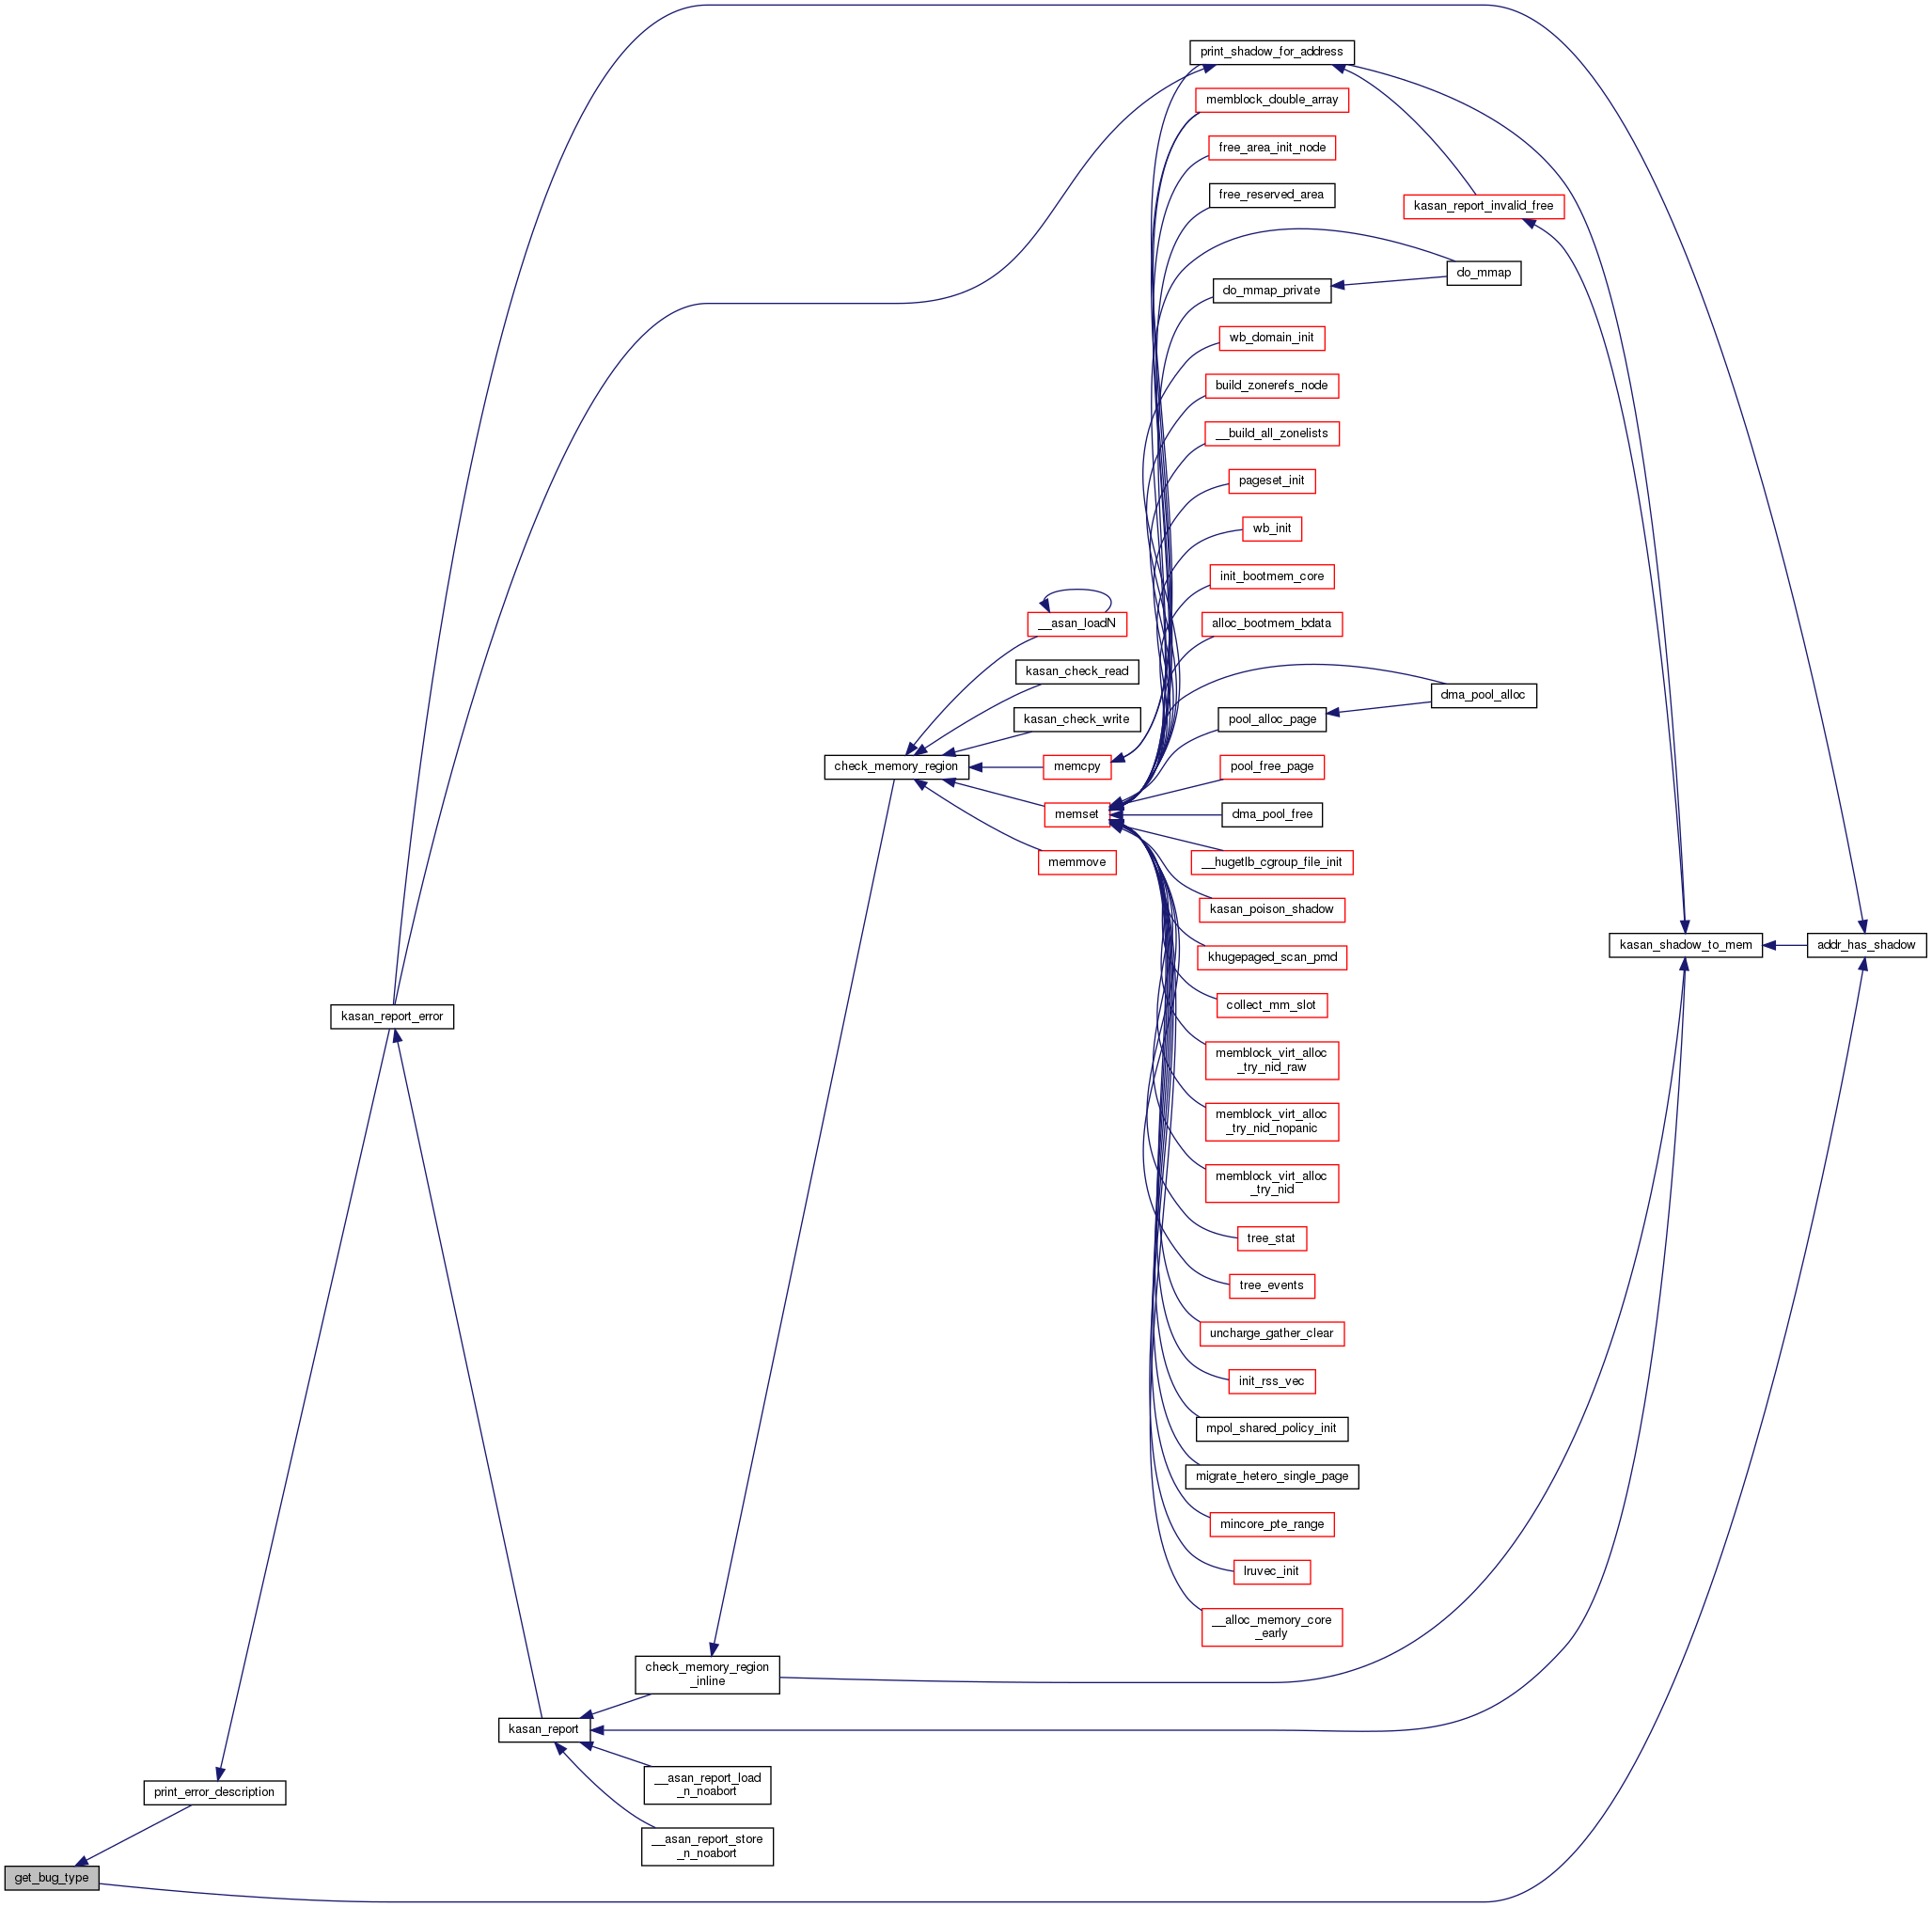 print_shadow_for_address
memblock_double_array
free_area_init_node
free_reserved_area
kasan_report_invalid_free
do_mmap
do_mmap_private
wb_domain_init
build_zonerefs_node
__build_all_zonelists
pageset_init
wb_init
init_bootmem_core
__asan_loadN
alloc_bootmem_bdata
kasan_check_read
dma_pool_alloc
kasan_check_write
pool_alloc_page
check_memory_region
memcpy
pool_free_page
memset
dma_pool_free
memmove
__hugetlb_cgroup_file_init
kasan_poison_shadow
kasan_shadow_to_mem
addr_has_shadow
khugepaged_scan_pmd
collect_mm_slot
kasan_report_error
memblock_virt_alloc
_try_nid_raw
memblock_virt_alloc
_try_nid_nopanic
memblock_virt_alloc
_try_nid
tree_stat
tree_events
uncharge_gather_clear
init_rss_vec
mpol_shared_policy_init
migrate_hetero_single_page
mincore_pte_range
lruvec_init
__alloc_memory_core
_early
check_memory_region
_inline
kasan_report
__asan_report_load
_n_noabort
print_error_description
__asan_report_store
_n_noabort
get_bug_type